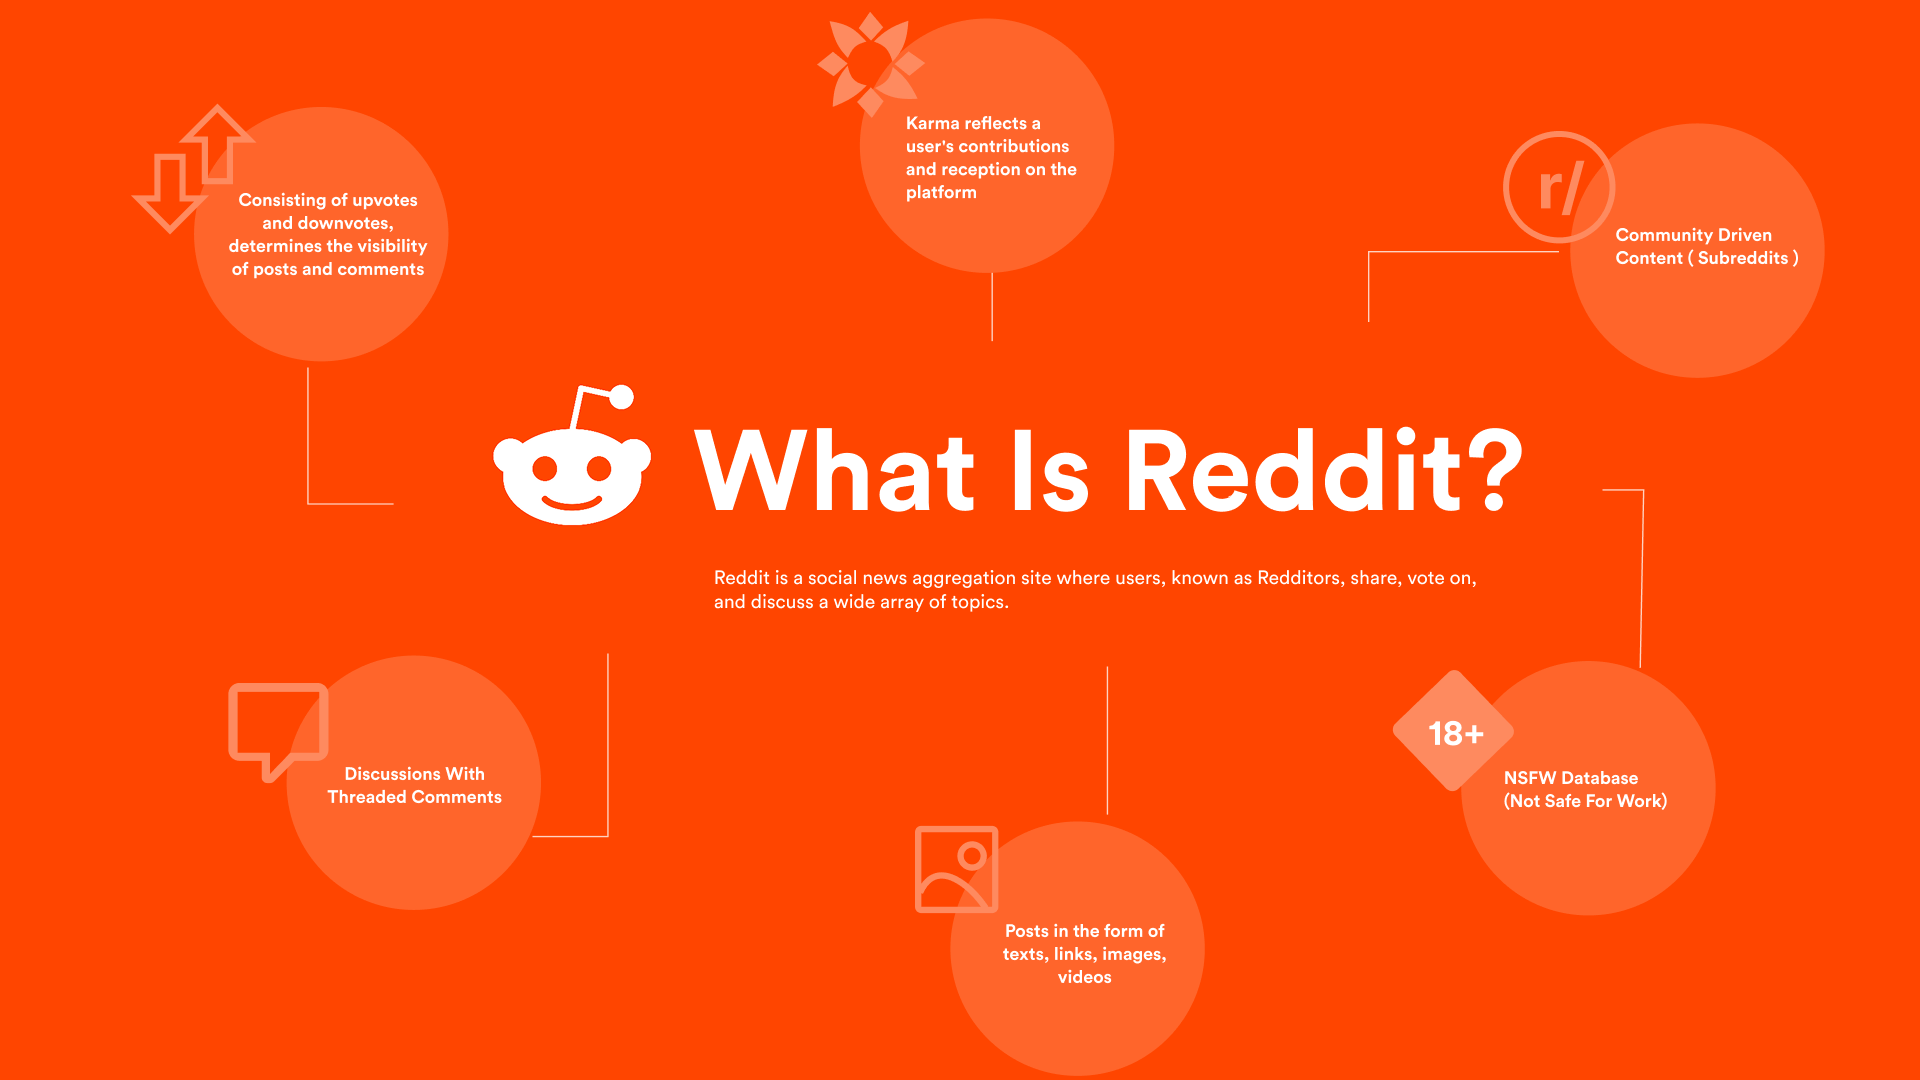 Karma reflects a
user's contributions
and reception on the
platform
Consisting of upvotes
and downvotes,
determines the visibility
of posts and comments
r/
Community Driven
Content ( Subreddits )
What Is Reddit?
Reddit is a social news aggregation site where users, known as Redditors, share, vote on,
and discuss a wide array of topics.
Discussions With
Threaded Comments
18+
NSFW Database
(Not Safe For Work)
Posts in the form of
texts, links, images,
videos